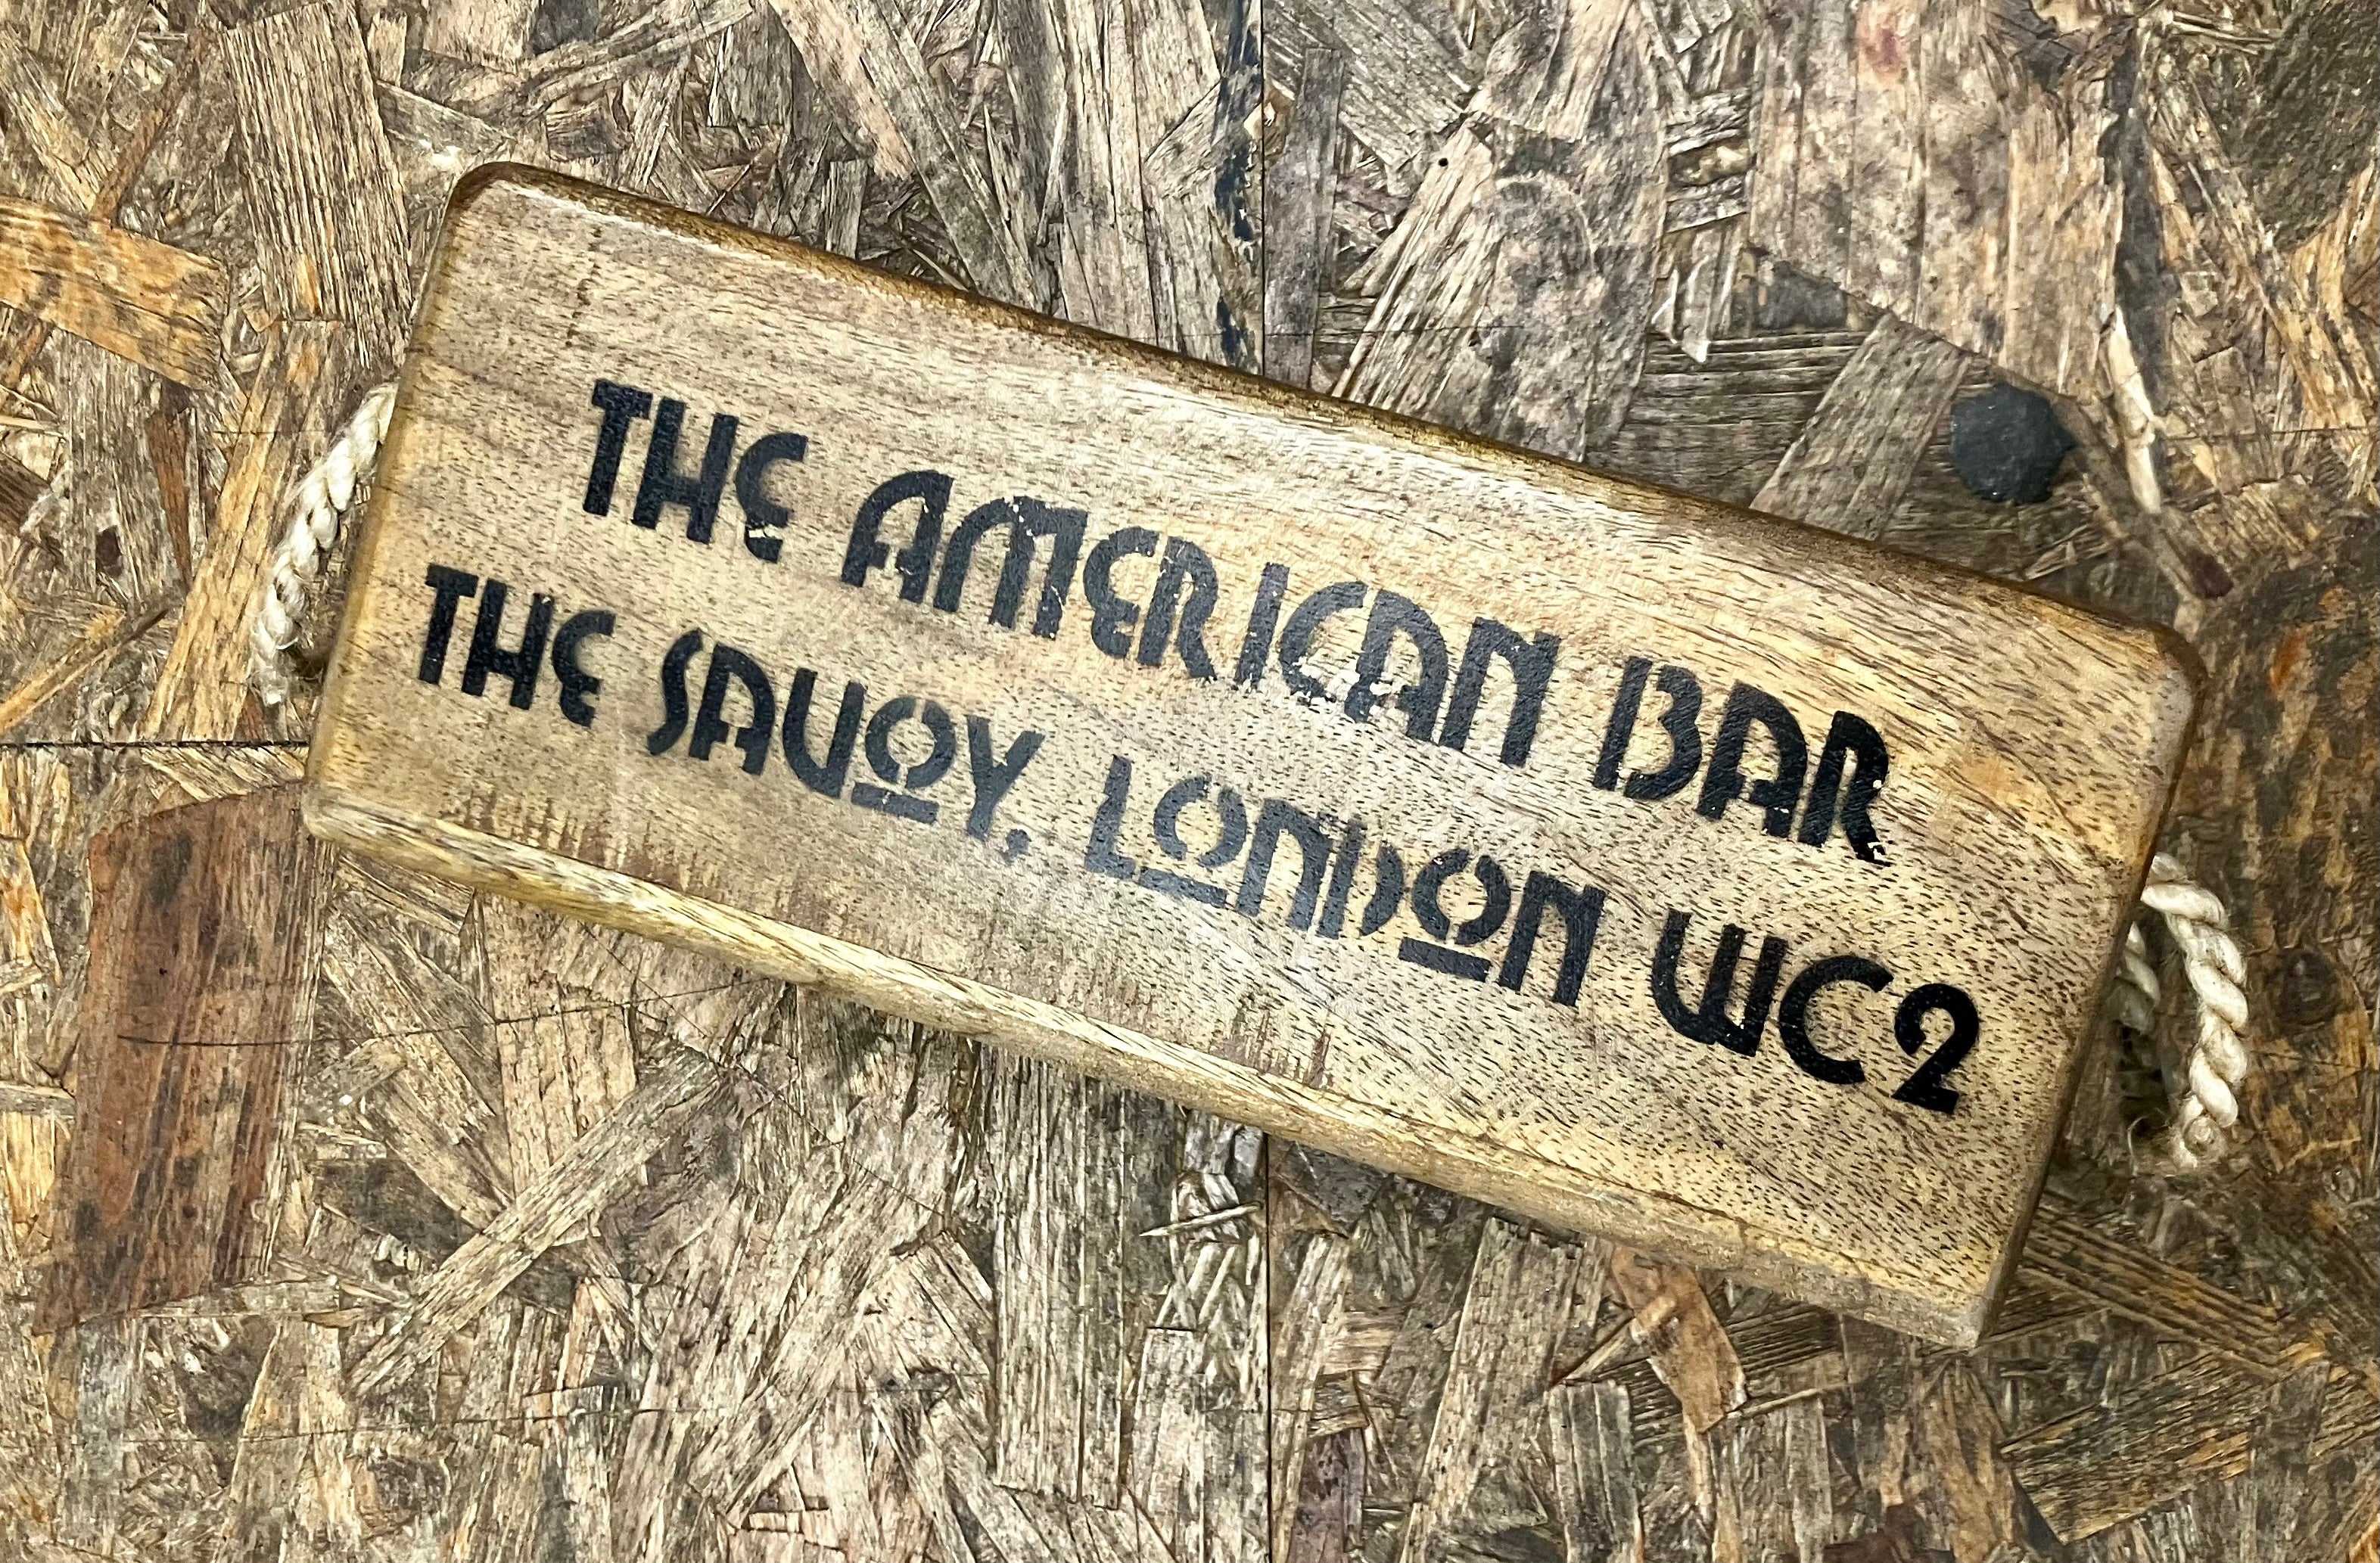 THE AMERICAN BAR
THE SAVOY, LONDON WC2